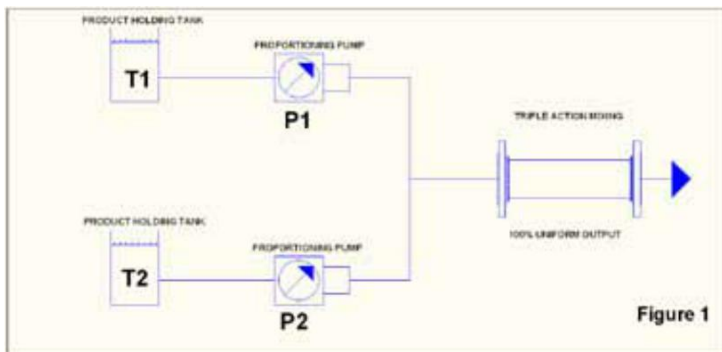 PRODUCT HOLDING TANK
PROPORTIONING PUMP
T1
P1
TRIPLE ACTION MIXING
PRODUCT HOLDING TANK
100% UNIFORM OUTPUT
PROPORTIONING PUMP
T2
P2
Figure 1